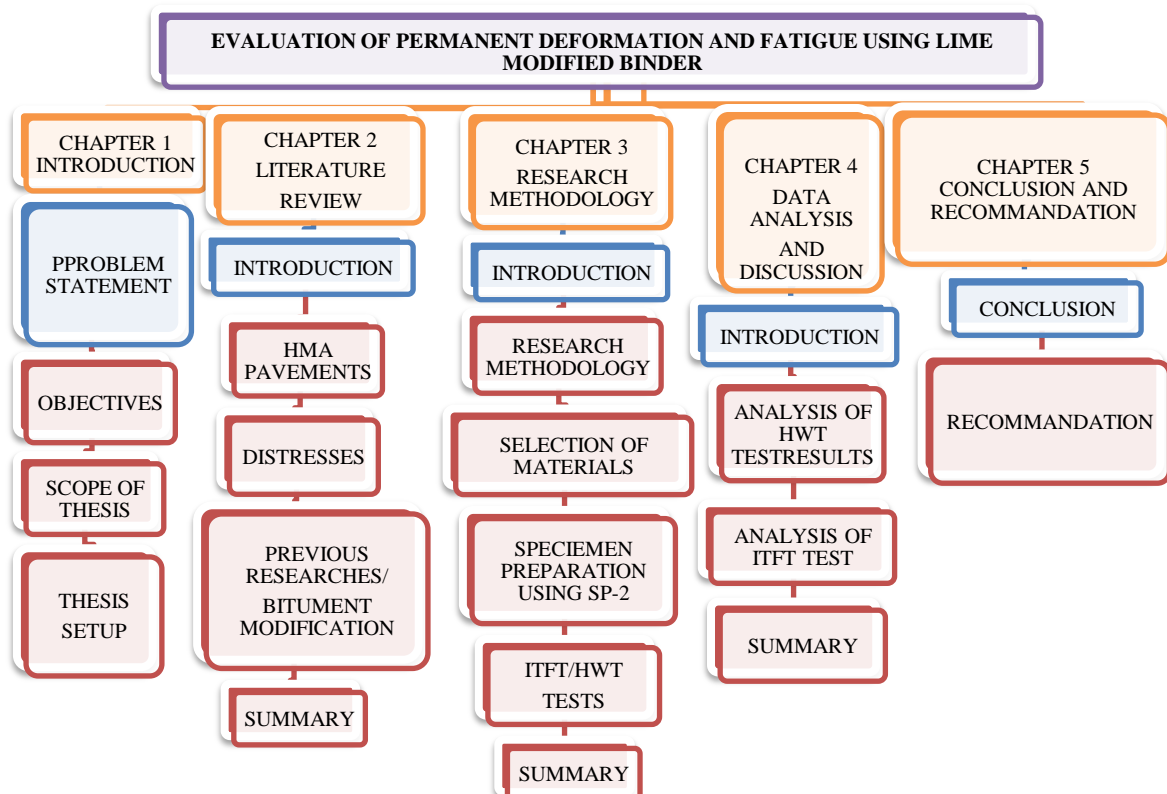 EVALUATION OF PERMANENT DEFORMATION AND FATIGUE USING LIME
MODIFIED BINDER
CHAPTER 1
INTRODUCTION
PPROBLEM
STATEMENT
OBJECTIVES
SCOPE OF
THESIS
THESIS
SETUP
CHAPTER 2
LITERATURE
REVIEW
INTRODUCTION
HMA
PAVEMENTS
DISTRESSES
PREVIOUS
RESEARCHES/
BITUMENT
MODIFICATION
SUMMARY
CHAPTER 3
RESEARCH
METHODOLOGY
INTRODUCTION
RESEARCH
METHODOLOGY
SELECTION OF
MATERIALS
SPECIEMEN
PREPARATION
USING SP-2
ITFT/HWT
TESTS
SUMMARY
CHAPTER 4
DATA
ANALYSIS
AND
DISCUSSION
INTRODUCTION
ANALYSIS OF
HWT
TESTRESULTS
ANALYSIS OF
ITFT TEST
SUMMARY
CHAPTER 5
CONCLUSION AND
RECOMMANDATION
CONCLUSION
RECOMMANDATION